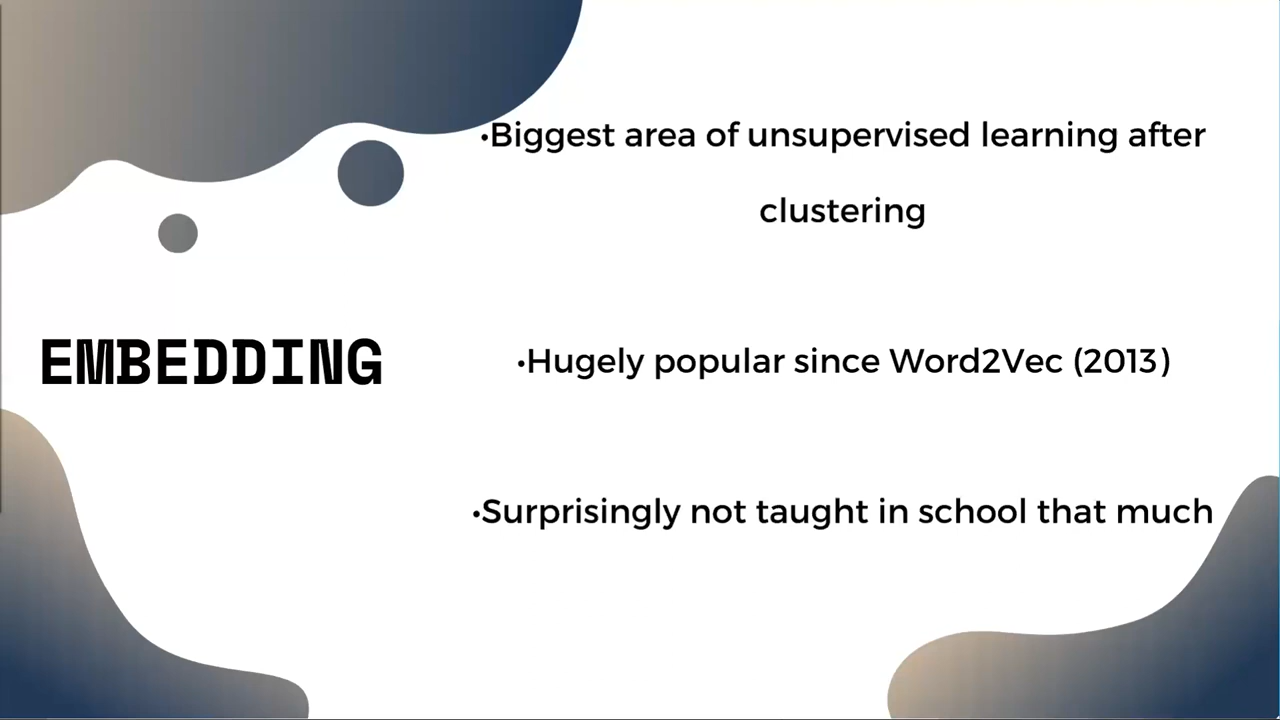 EMBEDDING
•Biggest area of unsupervised learning after
clustering
•Hugely popular since Word2Vec (2013)
•Surprisingly not taught in school that much